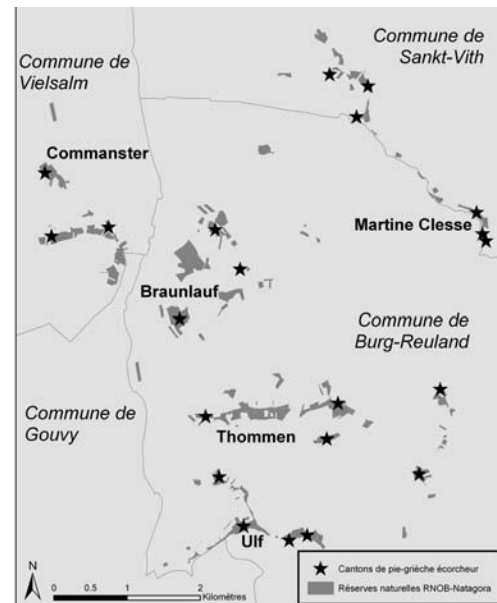 Commune de
Vielsalm
Commune de
Sankt-Vith
Commanster
Martine Clesse
Braunlauf
Commune de
Burg-Reuland
Commune de
Gouvy
Thommen
Ulf
N
0 0.5 1 2
Kilomètres
Cantons de pie-grièche écorcheur
Réserves naturelles RNOB-Natagora